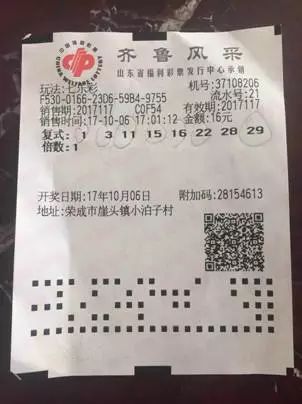 中国福利彩票
CHINA WELFARE LOTTERY
齐鲁风采
山东省福利彩票发行中心承销
玩法:七乐彩 机号:37108206
F530-0166-23D6-59B4-9755 流水号:21
销售期:2017117 C0F54 有效期:2017117
销售时间:17-10-06 17:01:12 金额:16元
复式: 1 3 11 15 16 22 28 29
倍数:1
开奖日期:17年10月06日 附加码:28154613
地址:荣成市崖头镇小泊子村